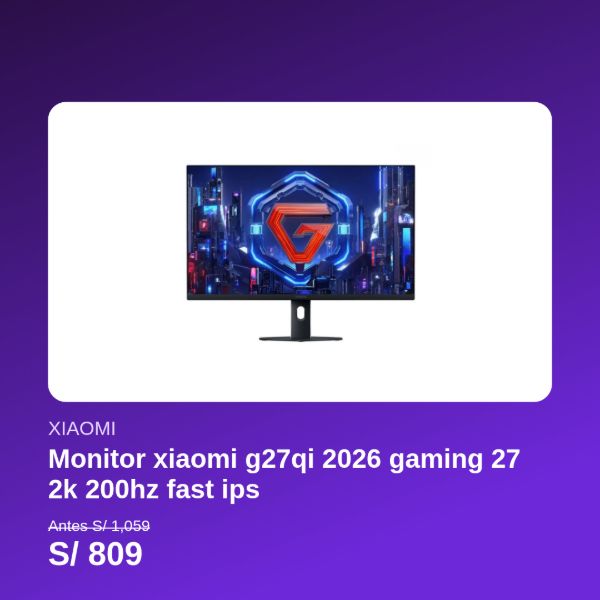 XIAOMI
Monitor xiaomi g27qi 2026 gaming 27
2k 200hz fast ips
Antes S/ 1,059
S/ 809